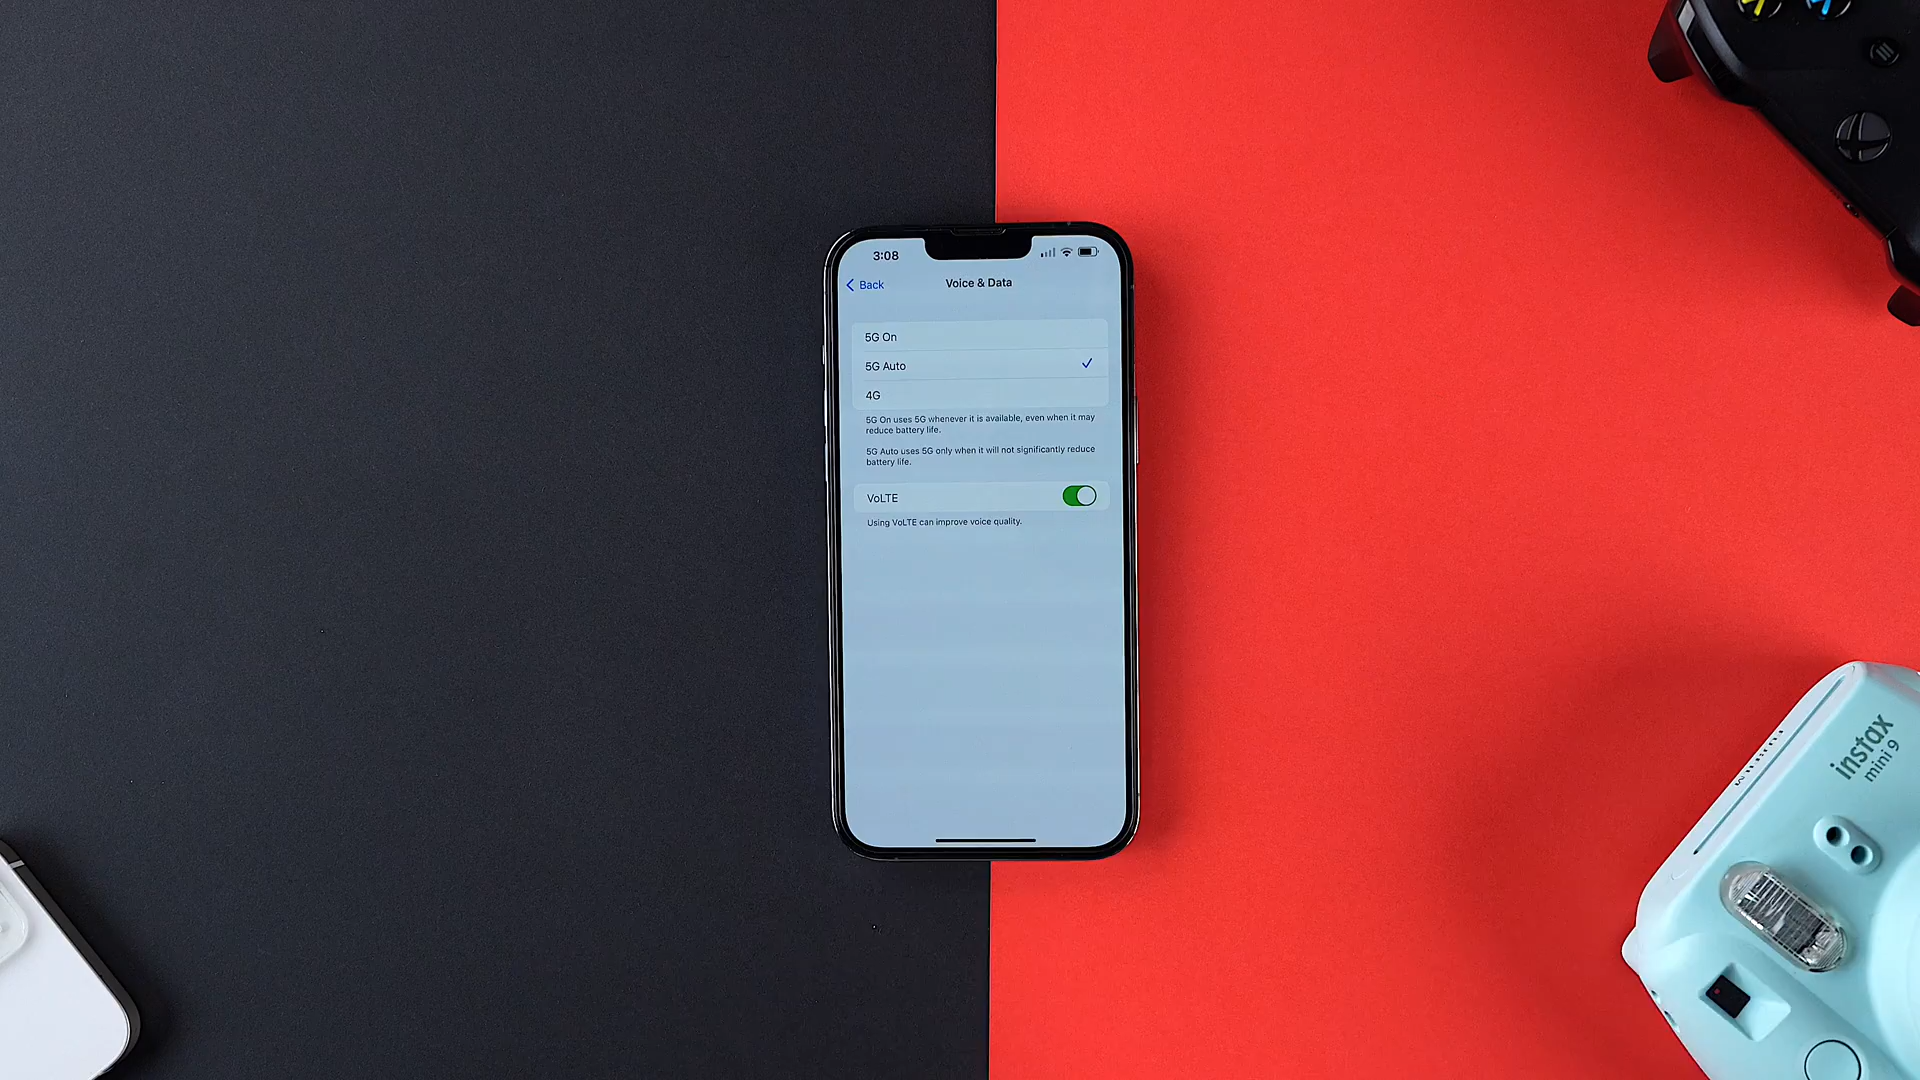 3:08
Back
Voice & Data
5G On
5G Auto
4G
5G On uses 5G whenever it is available, even when it may
reduce battery life.
5G Auto uses 5G only when it will not significantly reduce
battery life.
VoLTE
Using VoLTE can improve voice quality.
instax
mini 9